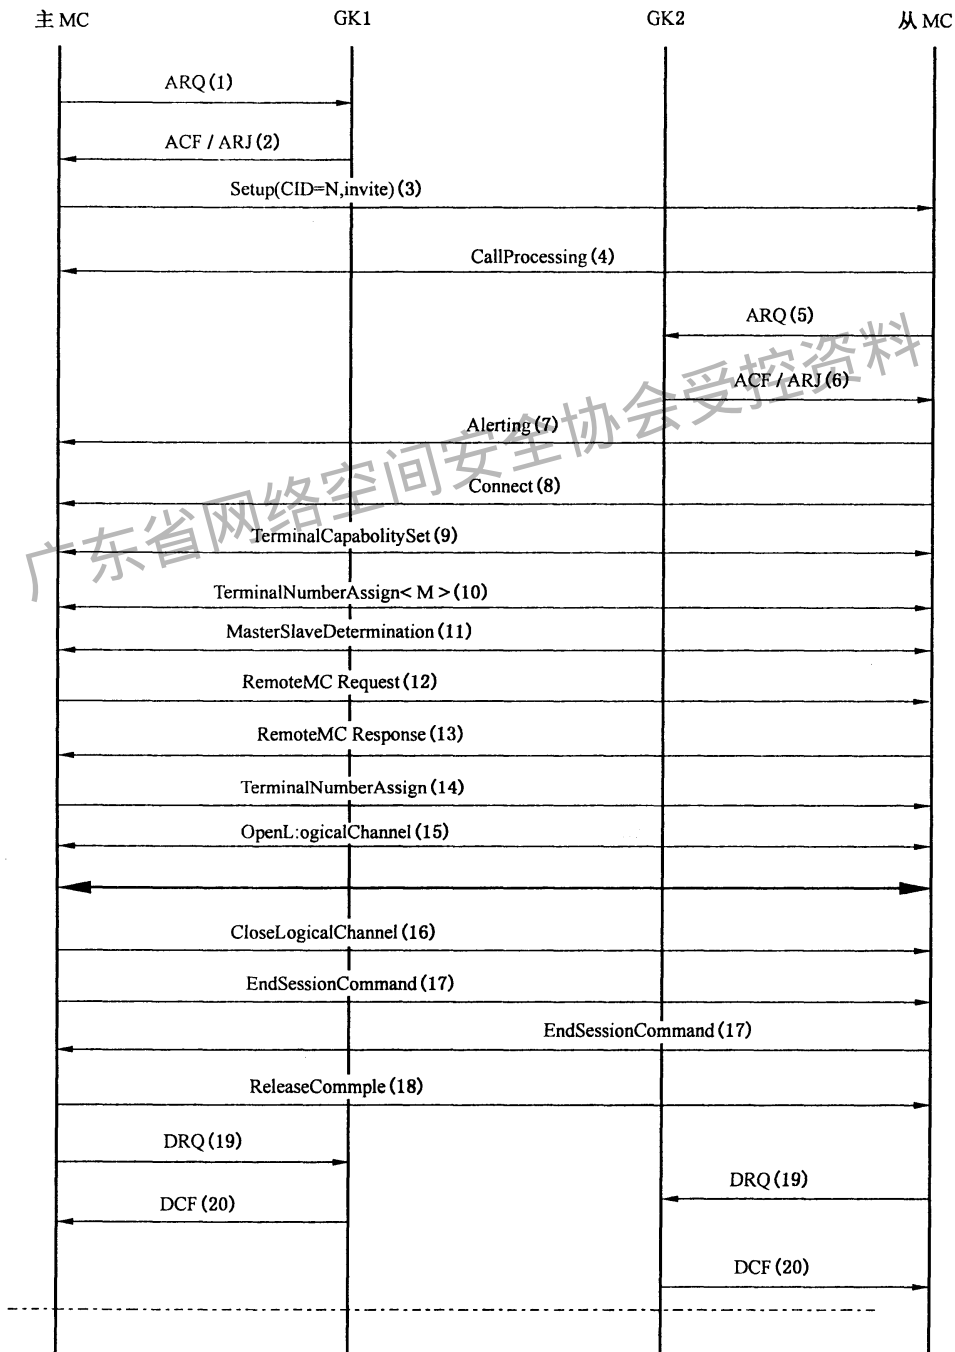 主MC GK1 GK2 从MC
ARQ(1)
ACF / ARJ(2)
Setup(CID=N,invite)(3)
CallProcessing(4)
ARQ(5)
ACF / ARJ(6)
Alerting(7)
Connect(8)
TerminalCapabolitySet(9)
TerminalNumberAssign< M >(10)
MasterSlaveDetermination(11)
RemoteMC Request(12)
RemoteMC Response(13)
TerminalNumberAssign(14)
OpenL:ogicalChannel(15)
CloseLogicalChannel(16)
EndSessionCommand(17)
EndSessionCommand(17)
ReleaseCommple(18)
DRQ(19)
DRQ(19)
DCF(20)
DCF(20)
广东省网络空间安全协会受控资料